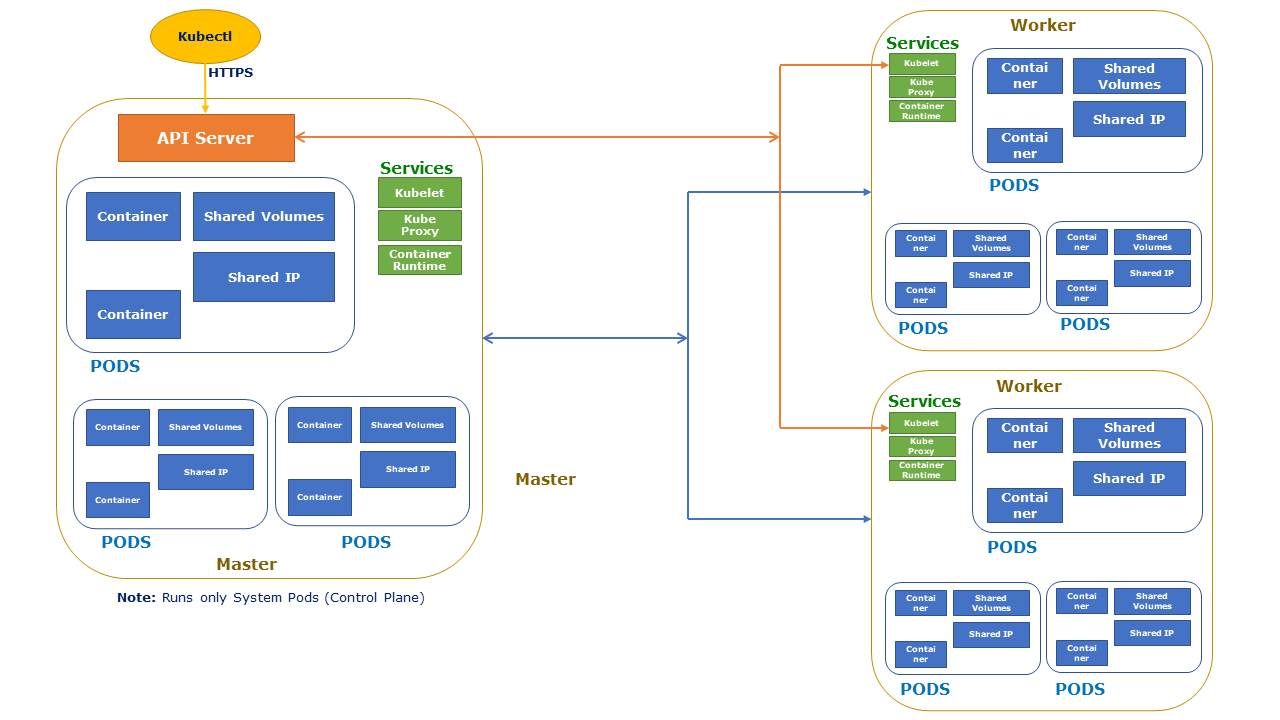 Kubectl
HTTPS
API Server
Services
Kubelet
Kube
Proxy
Container
Runtime
Container
Shared Volumes
Shared IP
Container
PODS
Container
Shared Volumes
Shared IP
Container
PODS
Container
Shared Volumes
Shared IP
Container
PODS
Master
Note: Runs only System Pods (Control Plane)
Master
Worker
Services
Kubelet
Kube
Proxy
Container
Runtime
Contai
ner
Shared
Volumes
Shared IP
Contai
ner
PODS
Contai
ner
Shared
Volumes
Shared IP
Contai
ner
PODS
Contai
ner
Shared
Volumes
Shared IP
Contai
ner
PODS
Worker
Services
Kubelet
Kube
Proxy
Container
Runtime
Contai
ner
Shared
Volumes
Shared IP
Contai
ner
PODS
Contai
ner
Shared
Volumes
Shared IP
Contai
ner
PODS
Contai
ner
Shared
Volumes
Shared IP
Contai
ner
PODS